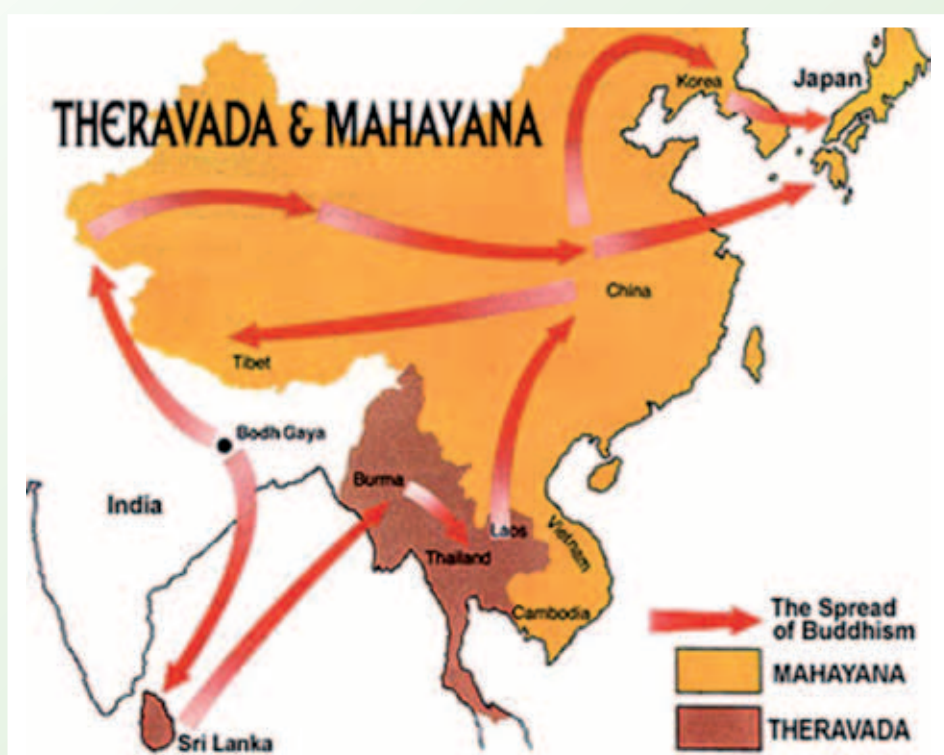 THERAVADA & MAHAYANA
Korea
Japan
China
Tibet
Bodh Gaya
India
Burma
Laos
Thailand
Vietnam
Cambodia
Sri Lanka
The Spread
of Buddhism
MAHAYANA
THERAVADA